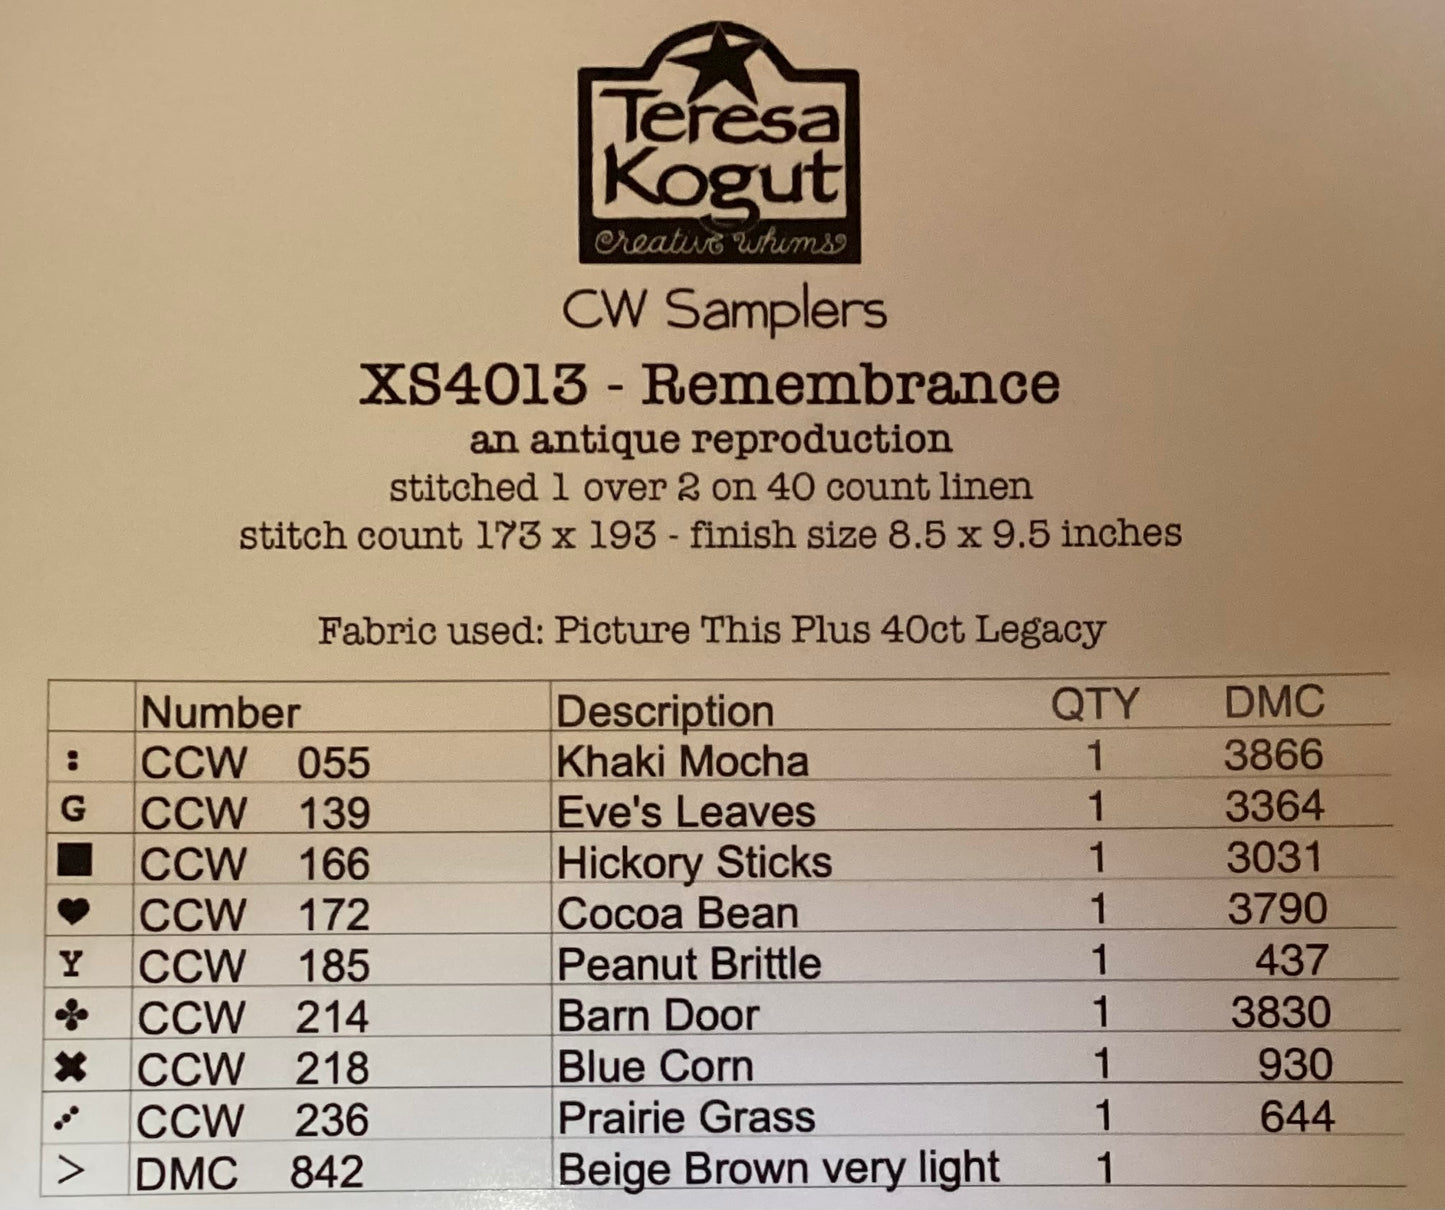 Teresa
Kogut
creative whims
CW Samplers
XS4013 - Remembrance
an antique reproduction
stitched 1 over 2 on 40 count linen
stitch count 173 x 193 - finish size 8.5 x 9.5 inches
Fabric used: Picture This Plus 40ct Legacy
Number Description QTY DMC
: CCW 055 Khaki Mocha 1 3866
G CCW 139 Eve's Leaves 1 3364
■ CCW 166 Hickory Sticks 1 3031
♥ CCW 172 Cocoa Bean 1 3790
Y CCW 185 Peanut Brittle 1 437
✤ CCW 214 Barn Door 1 3830
✖ CCW 218 Blue Corn 1 930
⋰ CCW 236 Prairie Grass 1 644
> DMC 842 Beige Brown very light 1